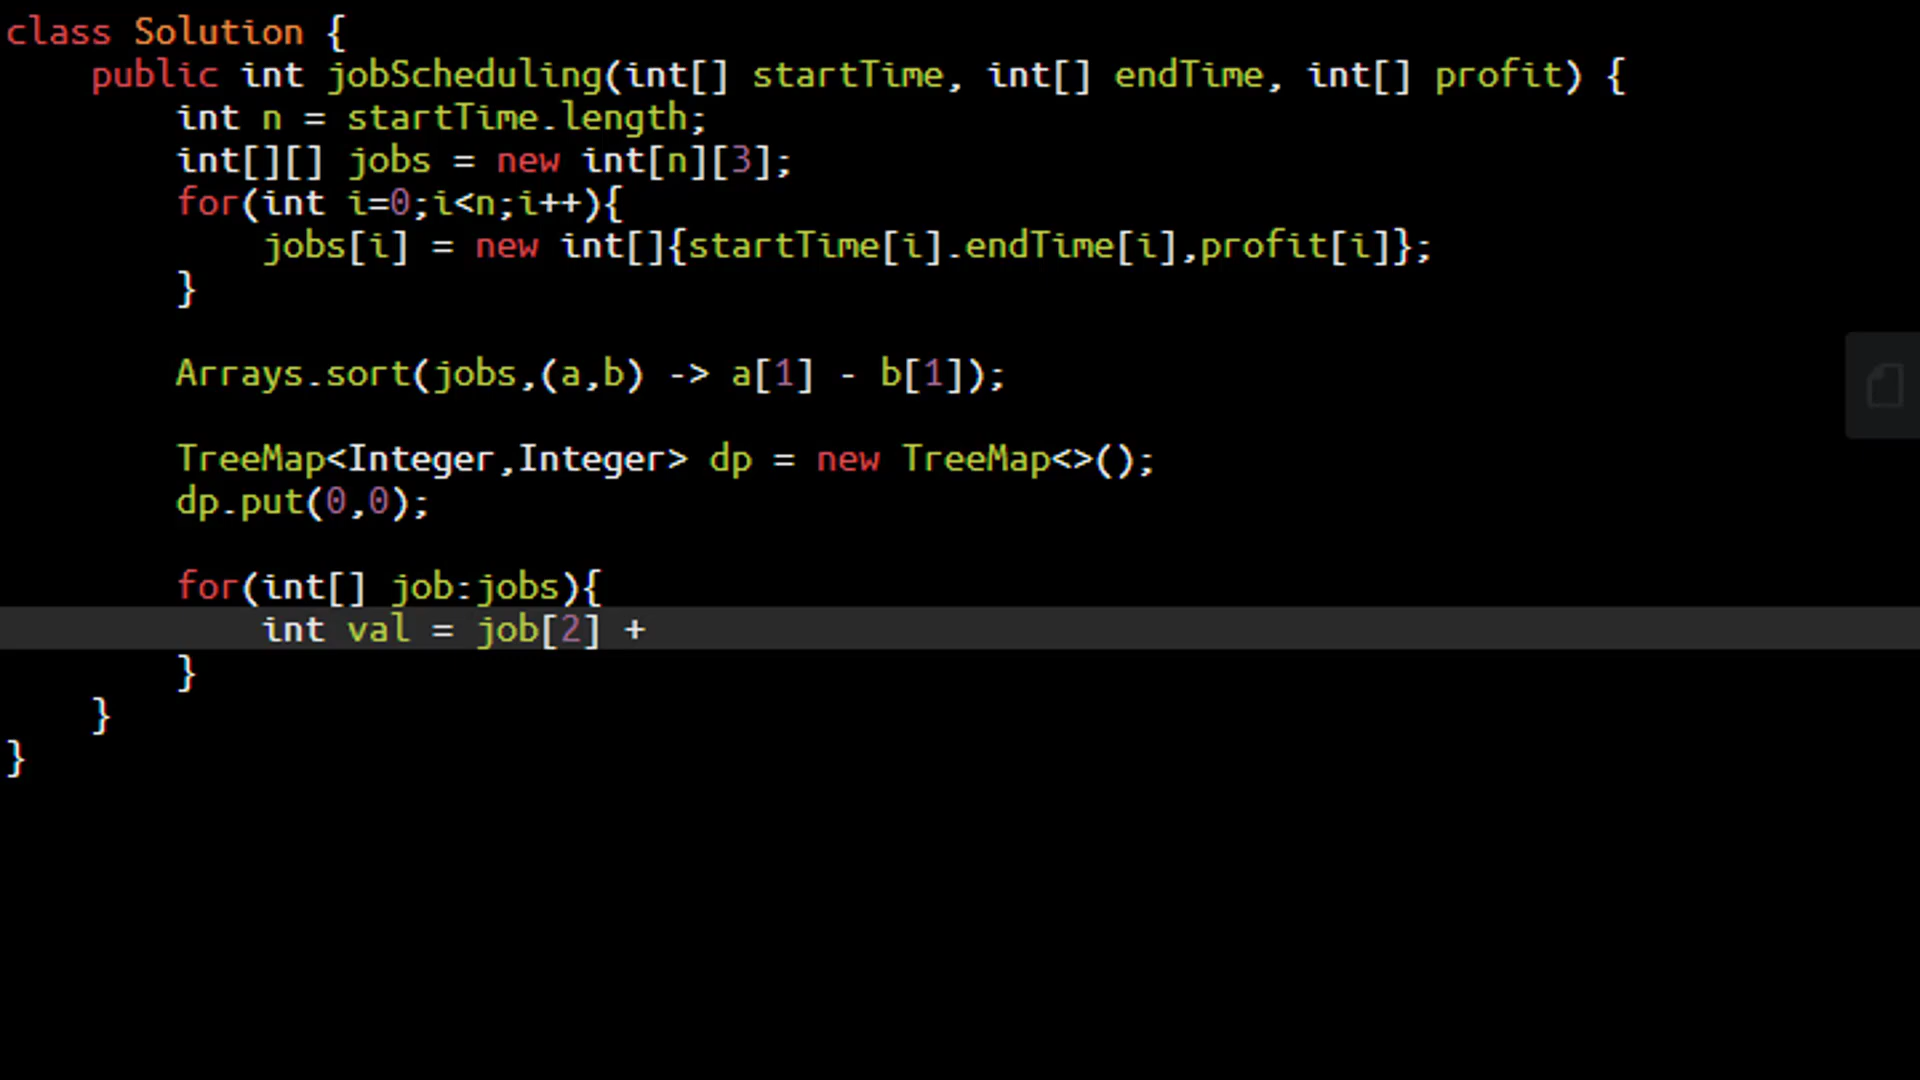 class Solution {
    public int jobScheduling(int[] startTime, int[] endTime, int[] profit) {
        int n = startTime.length;
        int[][] jobs = new int[n][3];
        for(int i=0;i<n;i++){
            jobs[i] = new int[]{startTime[i].endTime[i],profit[i]};
        }
        Arrays.sort(jobs,(a,b) -> a[1] - b[1]);
        TreeMap<Integer,Integer> dp = new TreeMap<>();
        dp.put(0,0);
        for(int[] job:jobs){
            int val = job[2] +
        }
    }
}